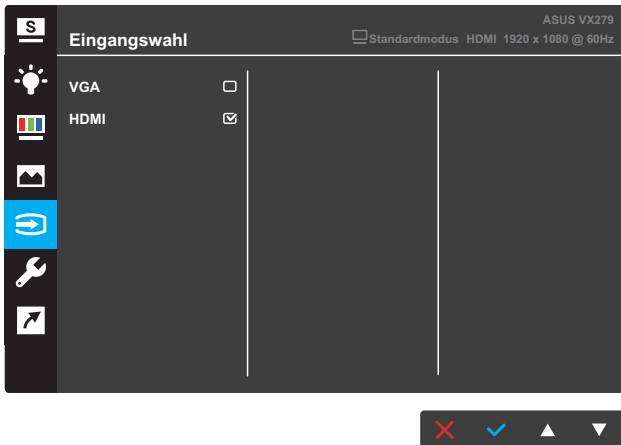 S
ASUS VX279
Eingangswahl
Standardmodus HDMI 1920 x 1080 @ 60Hz
VGA
HDMI